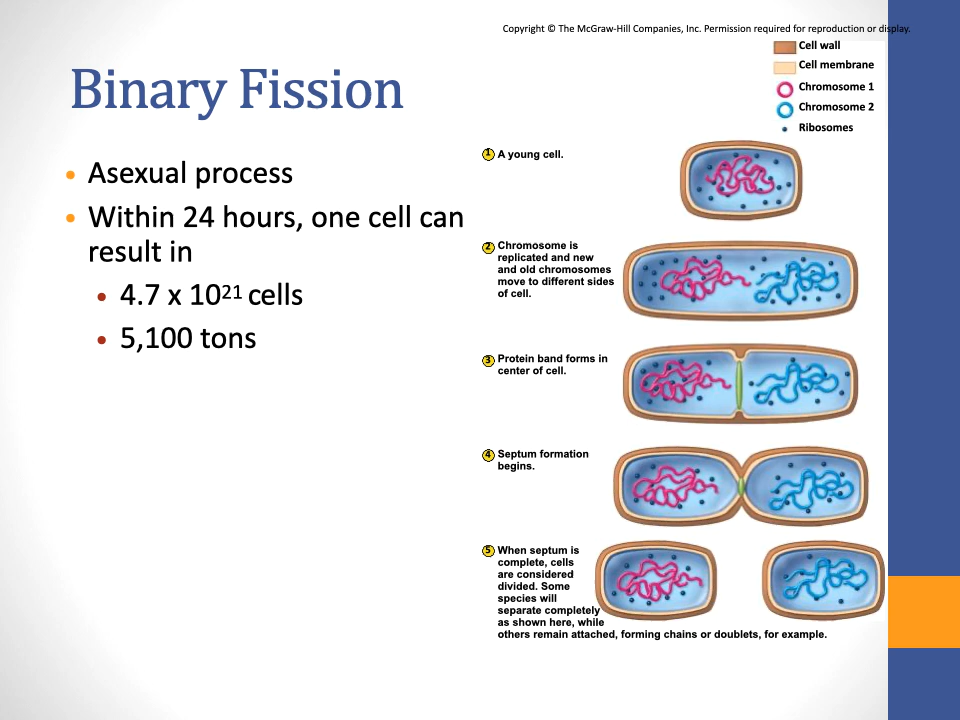 Copyright © The McGraw-Hill Companies, Inc. Permission required for reproduction or display.
Binary Fission
• Asexual process
• Within 24 hours, one cell can
result in
• 4.7 x 10²¹ cells
• 5,100 tons
Cell wall
Cell membrane
Chromosome 1
Chromosome 2
Ribosomes
1 A young cell.
2 Chromosome is
replicated and new
and old chromosomes
move to different sides
of cell.
3 Protein band forms in
center of cell.
4 Septum formation
begins.
5 When septum is
complete, cells
are considered
divided. Some
species will
separate completely
as shown here, while
others remain attached, forming chains or doublets, for example.